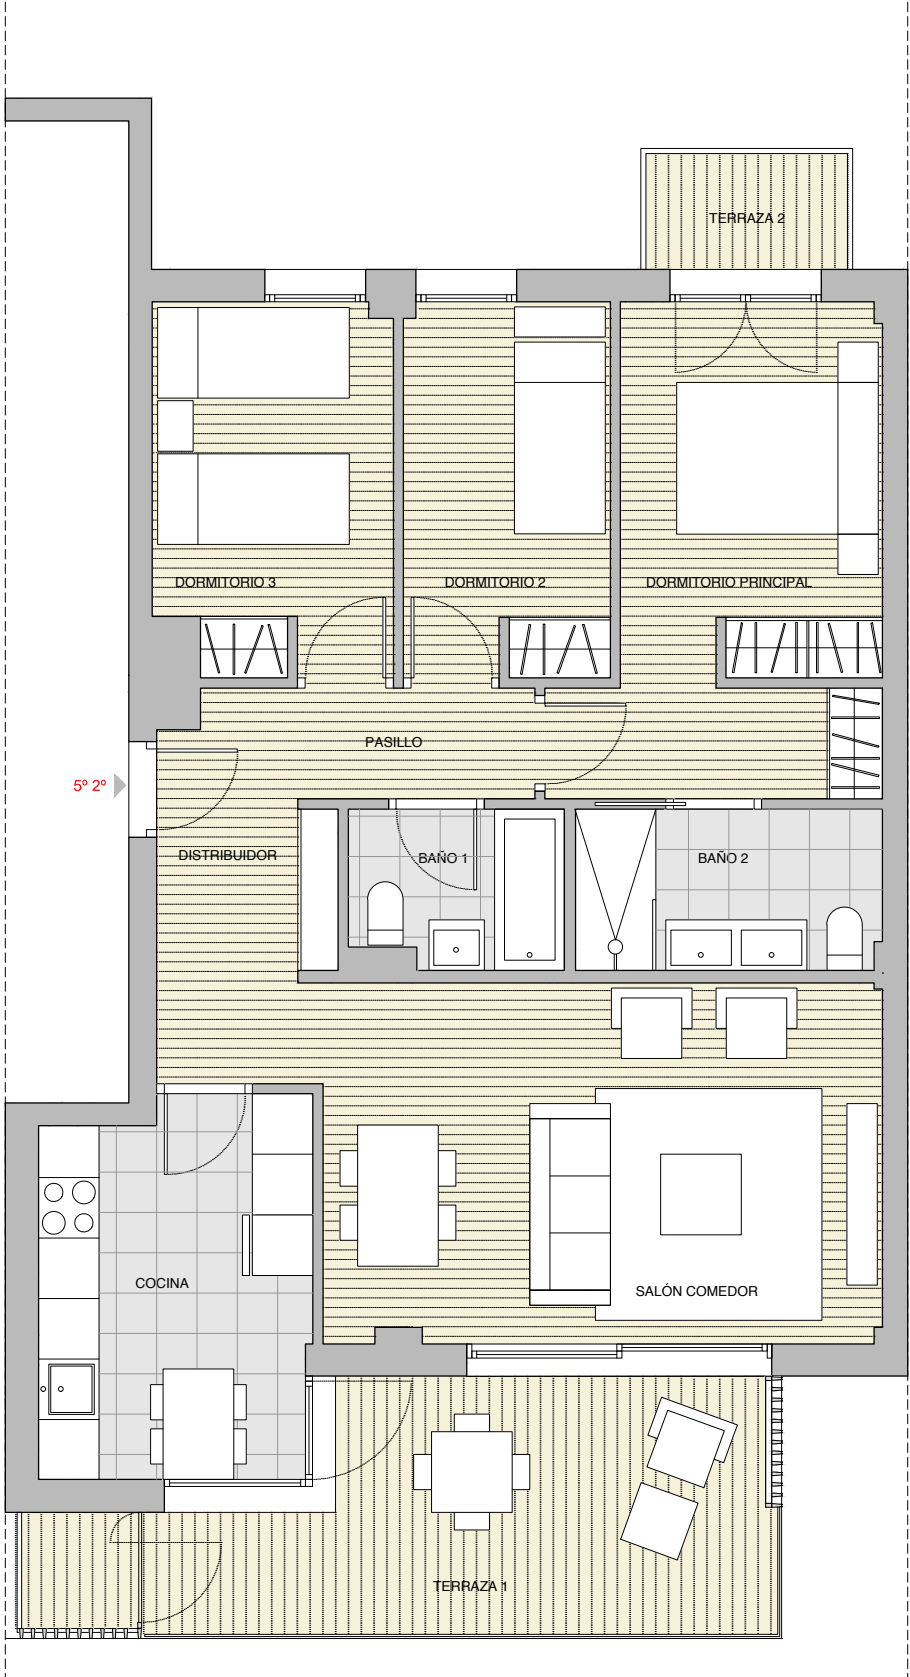 TERRAZA 2
DORMITORIO 3
DORMITORIO 2
DORMITORIO PRINCIPAL
PASILLO
5º 2º
DISTRIBUIDOR
BAÑO 1
BAÑO 2
COCINA
SALÓN COMEDOR
TERRAZA 1